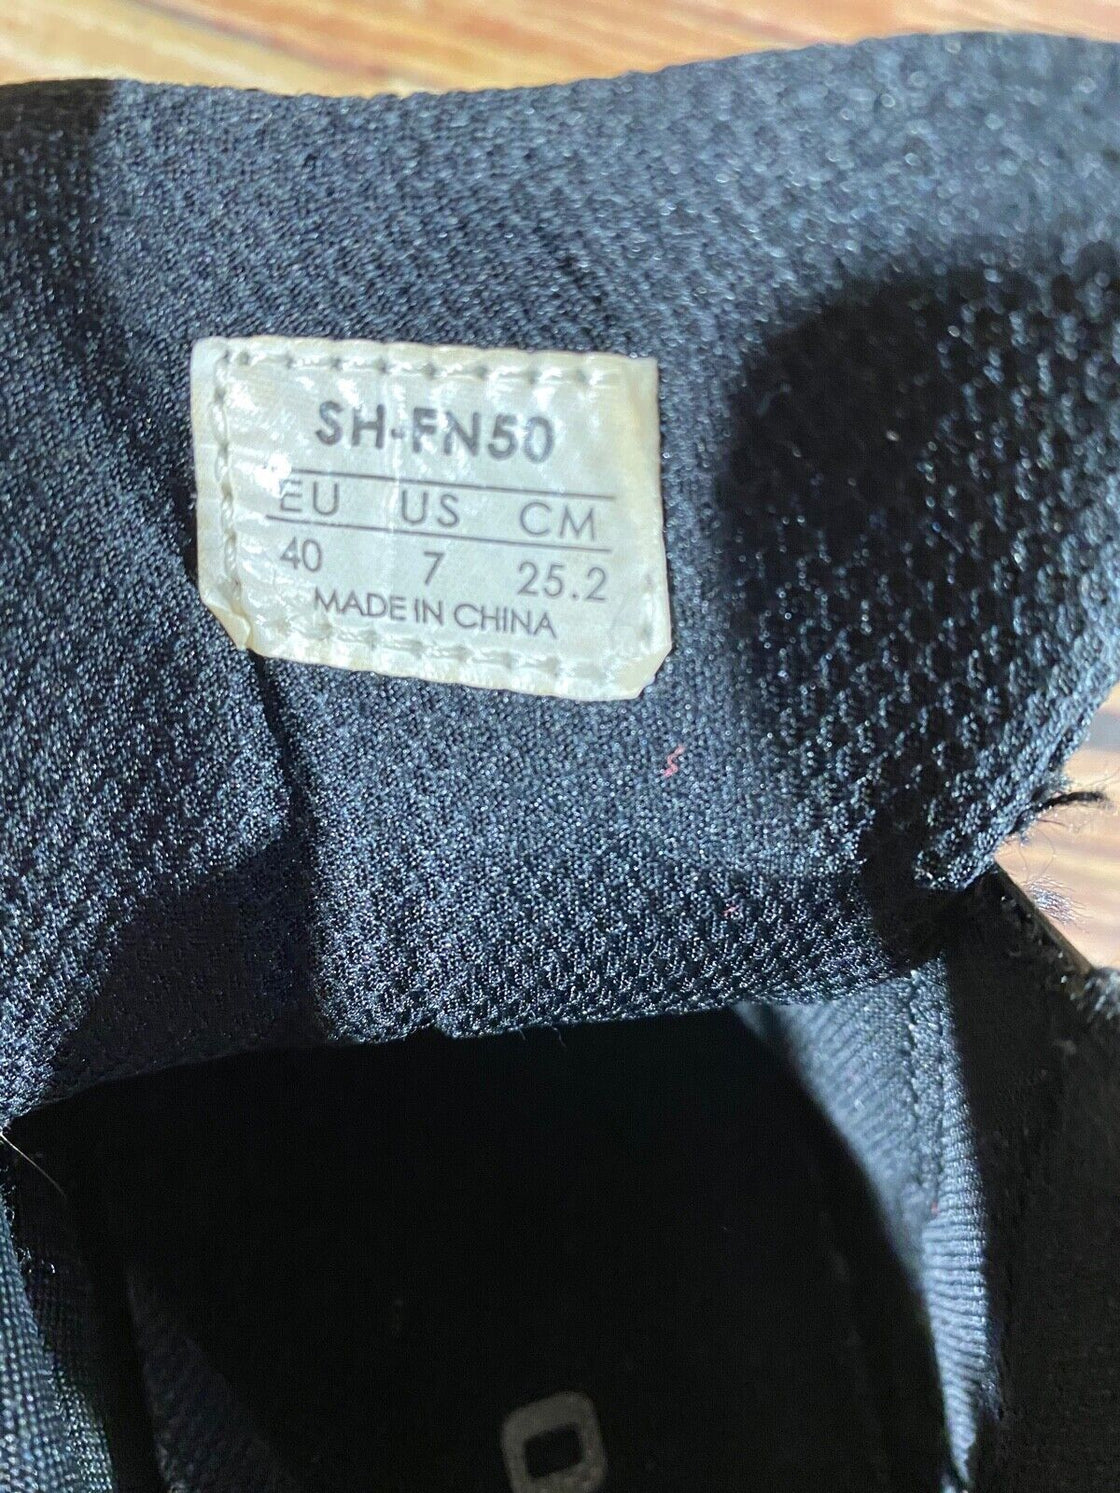 SH-FN50
EU US CM
40 7 25.2
MADE IN CHINA